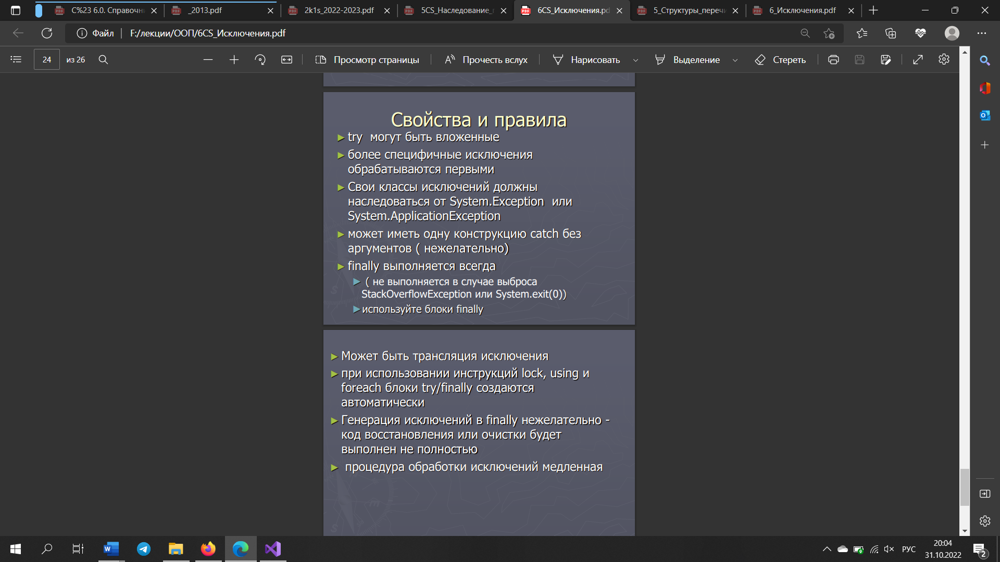 C%23 6.0. Справочни
_2013.pdf
2k1s_2022-2023.pdf
5CS_Наследование_
6CS_Исключения.pd
5_Структуры_перечи
6_Исключения.pdf
Файл
F:/лекции/ООП/6CS_Исключения.pdf
24
из 26
Просмотр страницы
Прочесть вслух
Нарисовать
Выделение
Стереть
Свойства и правила
try могут быть вложенные
более специфичные исключения
обрабатываются первыми
Свои классы исключений должны
наследоваться от System.Exception или
System.ApplicationException
может иметь одну конструкцию catch без
аргументов ( нежелательно)
finally выполняется всегда
( не выполняется в случае выброса
StackOverflowException или System.exit(0))
используйте блоки finally
Может быть трансляция исключения
при использовании инструкций lock, using и
foreach блоки try/finally создаются
автоматически
Генерация исключений в finally нежелательно -
код восстановления или очистки будет
выполнен не полностью
процедура обработки исключений медленная
РУС
20:04
31.10.2022
2